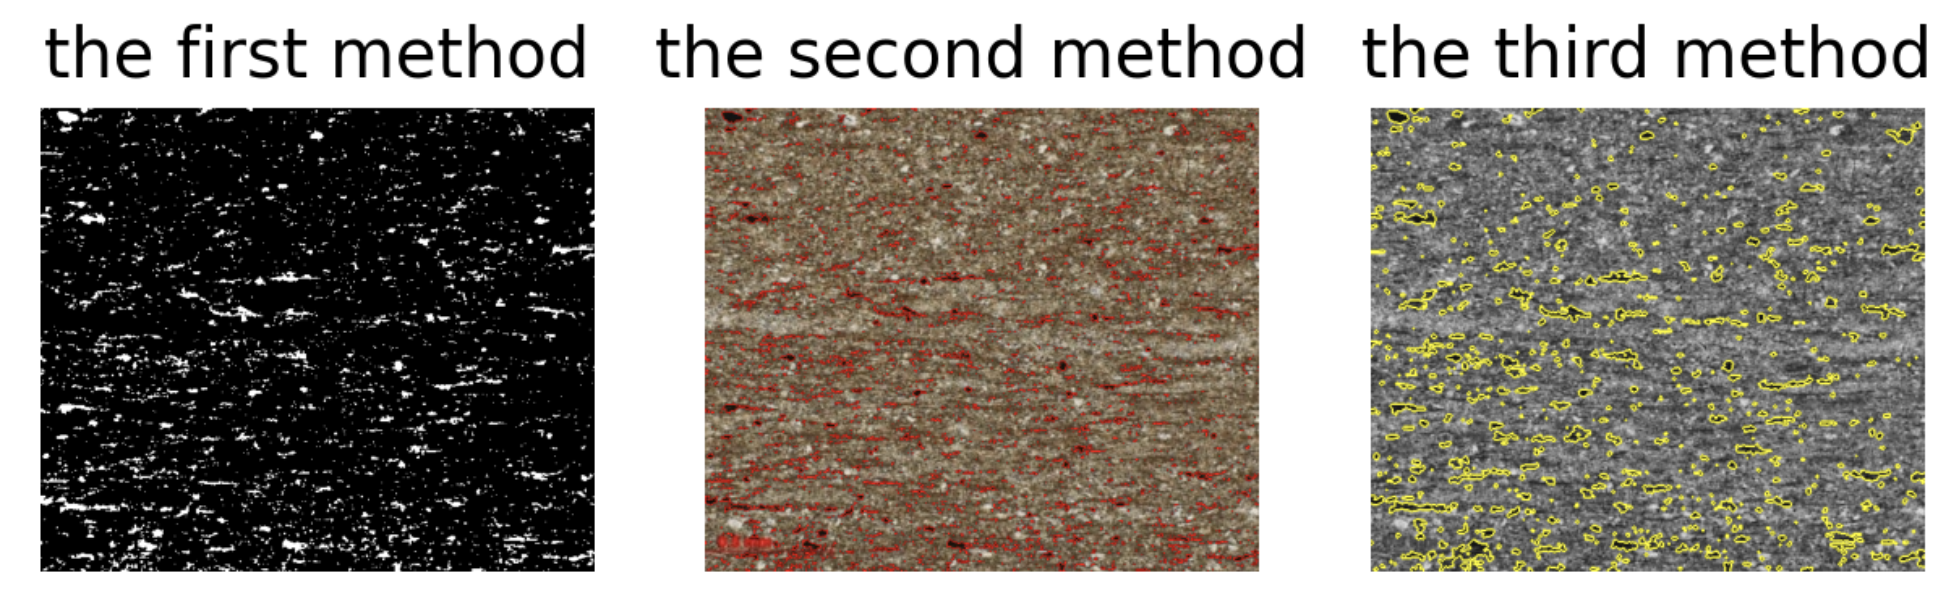 the first method
the second method
the third method